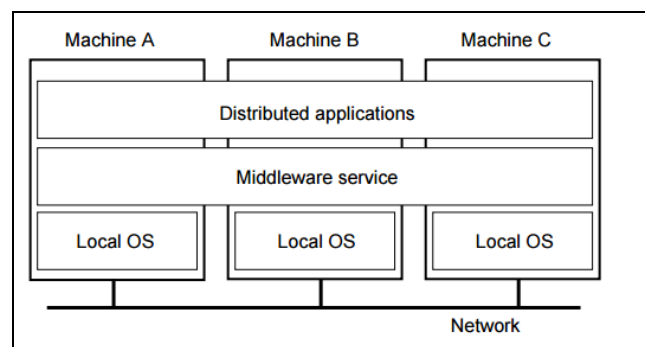 Machine A
Machine B
Machine C
Distributed applications
Middleware service
Local OS
Local OS
Local OS
Network